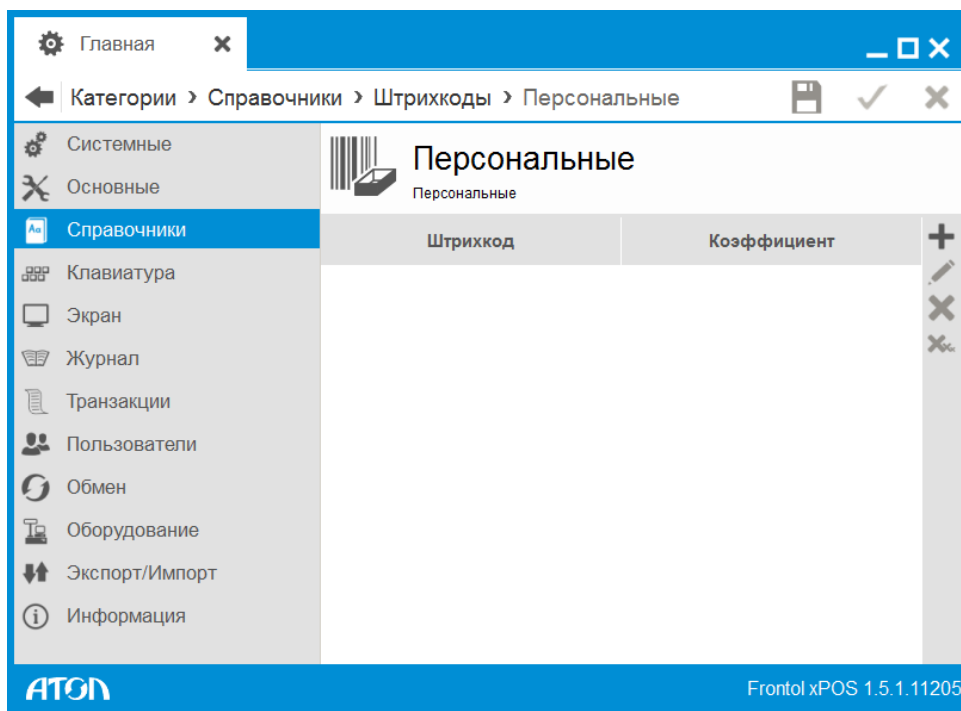 Главная
Категории › Справочники › Штрихкоды › Персональные
Системные
Основные
Справочники
Клавиатура
Экран
Журнал
Транзакции
Пользователи
Обмен
Оборудование
Экспорт/Импорт
Информация
Персональные
Персональные
Штрихкод Коэффициент
АТОЛ
Frontol xPOS 1.5.1.11205